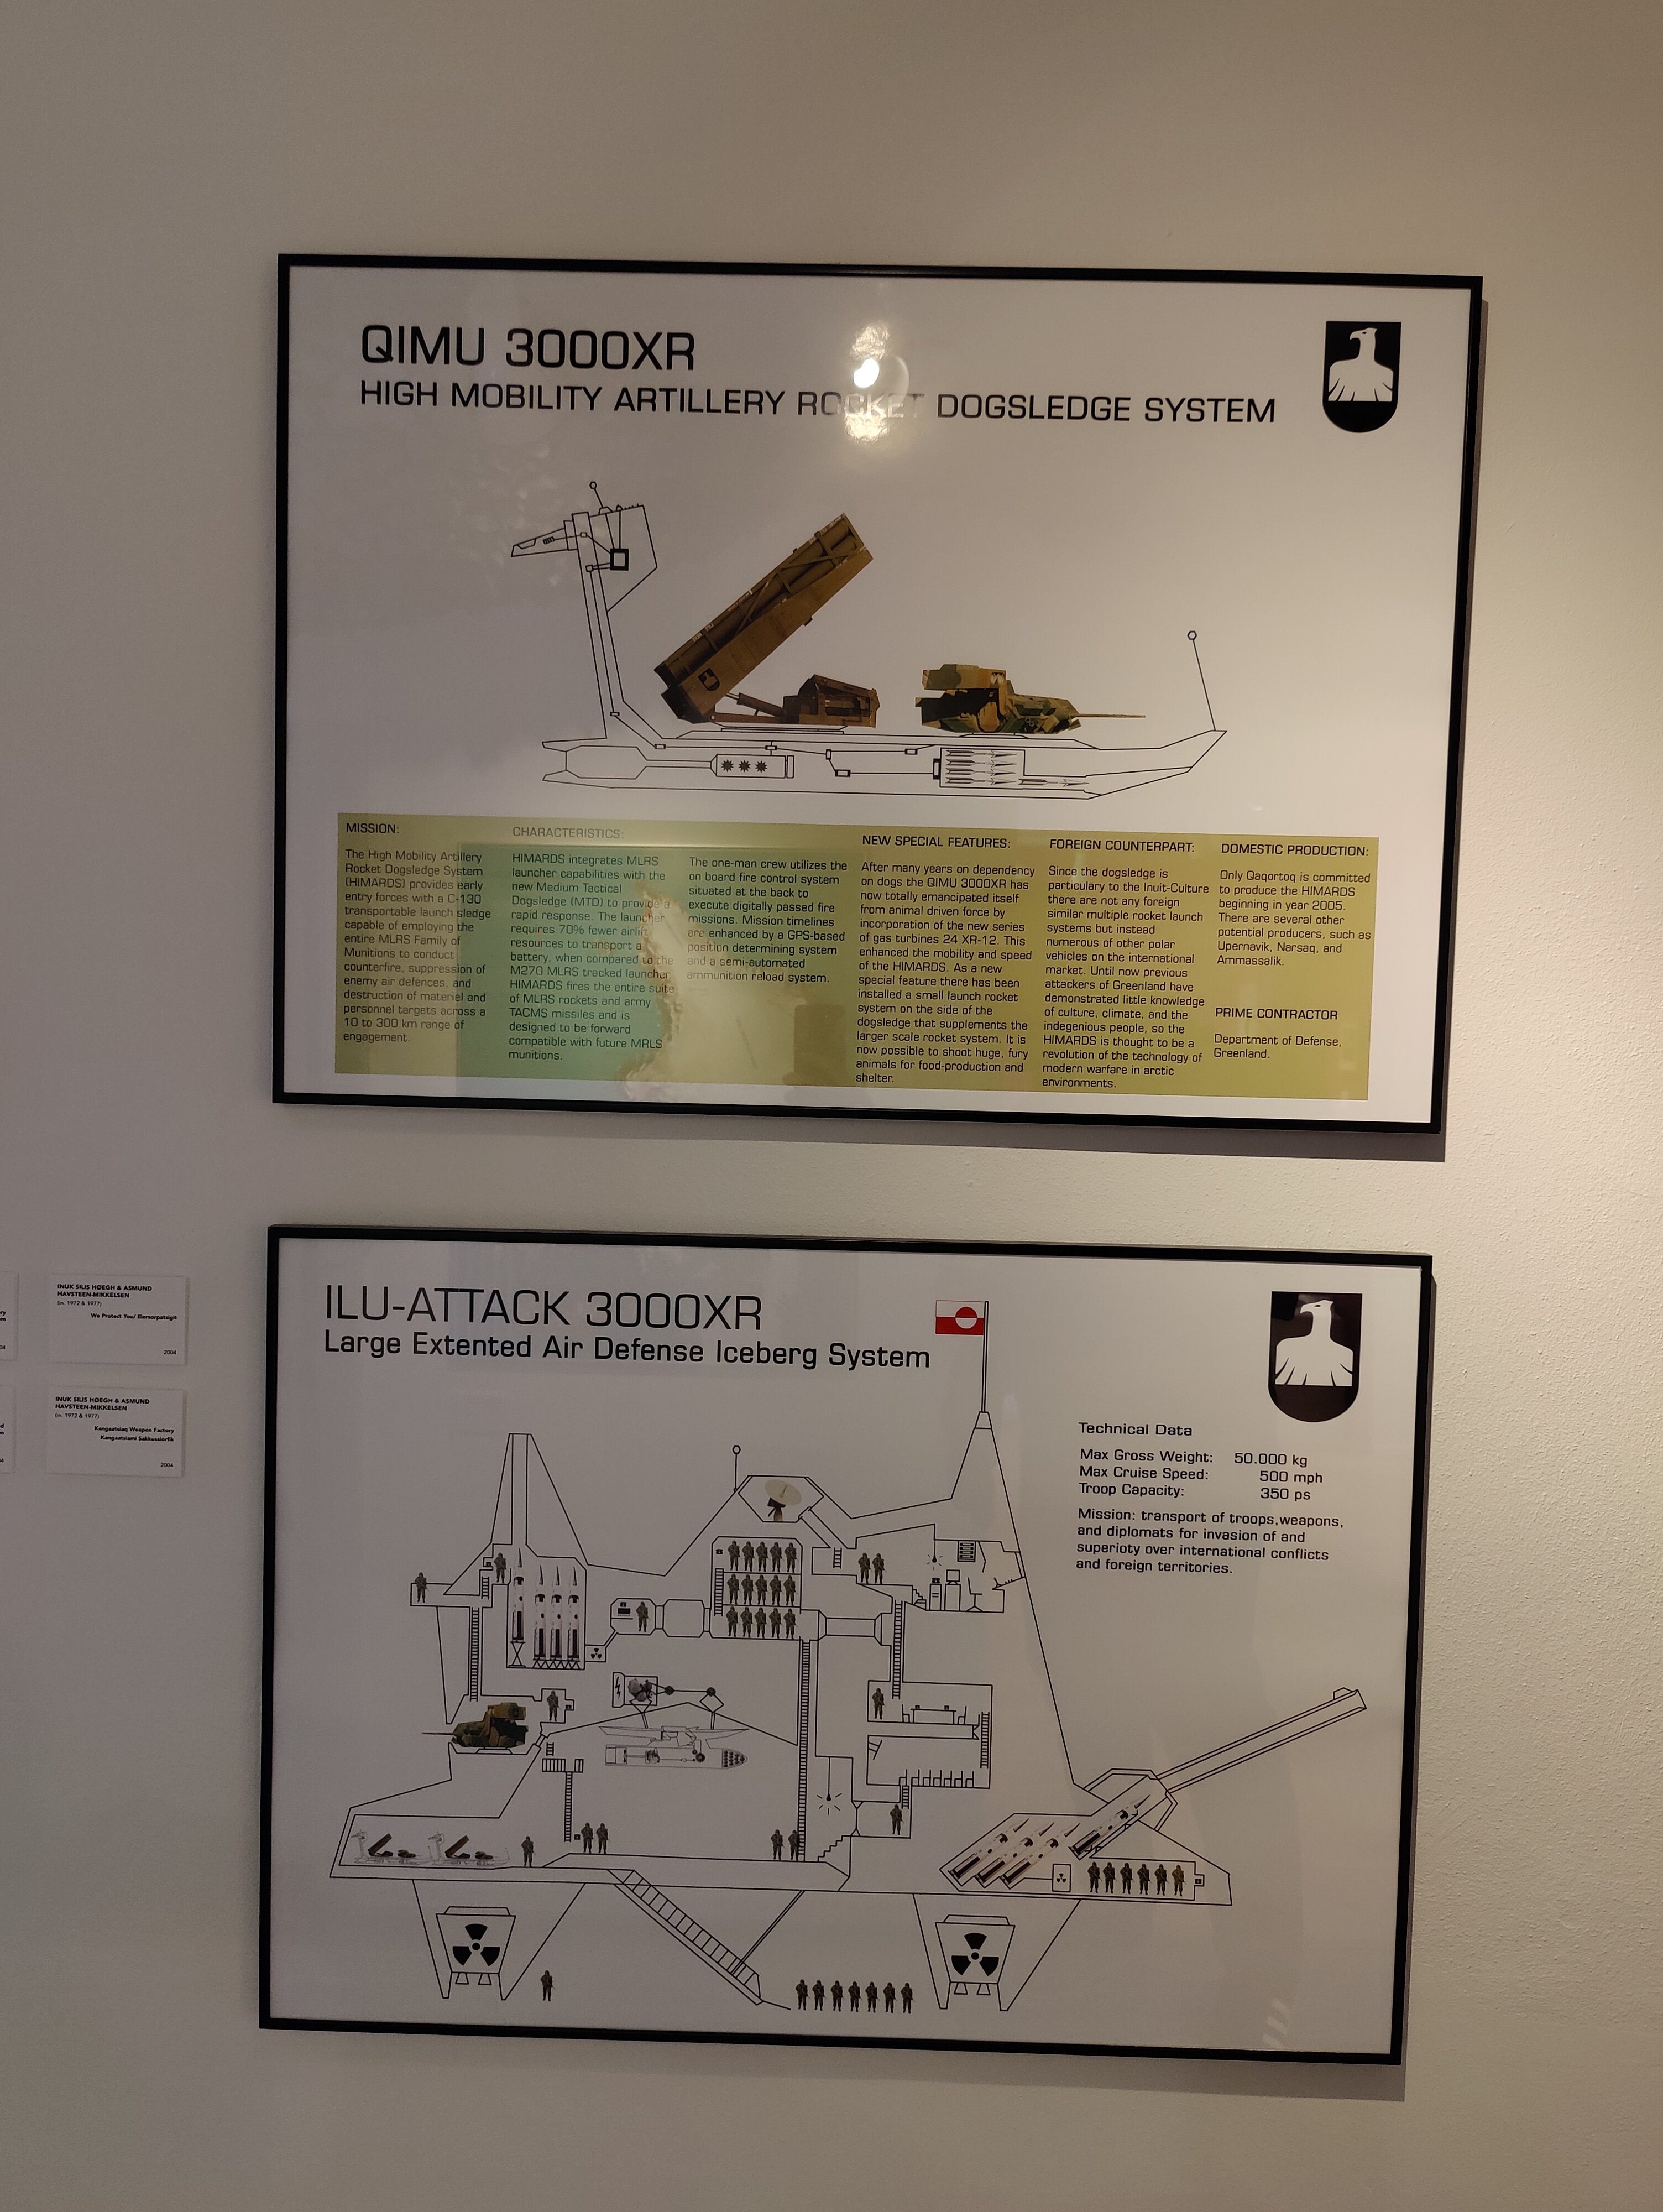 QIMU 3000XR
HIGH MOBILITY ARTILLERY ROCKET DOGSLEDGE SYSTEM
MISSION:
The High Mobility Artillery
Rocket Dogsledge System
(HIMARDS) provides early
entry forces with a C-130
transportable launch sledge
capable of employing the
entire MLRS Family of
Munitions to conduct
counterfire, suppression of
enemy air defences, and
destruction of materiel and
personnel targets across a
10 to 300 km range of
engagement.
CHARACTERISTICS:
HIMARDS integrates MLRS
launcher capabilities with the
new Medium Tactical
Dogsledge (MTD) to provide a
rapid response. The launcher
requires 70% fewer airlift
resources to transport a
battery, when compared to the
M270 MLRS tracked launcher.
HIMARDS fires the entire suite
of MLRS rockets and army
TACMS missiles and is
designed to be forward
compatible with future MRLS
munitions.
The one-man crew utilizes the
on board fire control system
situated at the back to
execute digitally passed fire
missions. Mission timelines
are enhanced by a GPS-based
position determining system
and a semi-automated
ammunition reload system.
NEW SPECIAL FEATURES:
After many years on dependency
on dogs the QIMU 3000XR has
now totally emancipated itself
from animal driven force by
incorporation of the new series
of gas turbines 24 XR-12. This
enhanced the mobility and speed
of the HIMARDS. As a new
special feature there has been
installed a small launch rocket
system on the side of the
dogsledge that supplements the
larger scale rocket system. It is
now possible to shoot huge, fury
animals for food-production and
shelter.
FOREIGN COUNTERPART:
Since the dogsledge is
particulary to the Inuit-Culture
there are not any foreign
similar multiple rocket launch
systems but instead
numerous of other polar
vehicles on the international
market. Until now previous
attackers of Greenland have
demonstrated little knowledge
of culture, climate, and the
indegenious people, so the
HIMARDS is thought to be a
revolution of the technology of
modern warfare in arctic
environments.
DOMESTIC PRODUCTION:
Only Qaqortoq is committed
to produce the HIMARDS
beginning in year 2005.
There are several other
potential producers, such as
Upernavik, Narsaq, and
Ammassalik.
PRIME CONTRACTOR
Department of Defense,
Greenland.
INUK SILIS HØEGH & ASMUND
HAVSTEEN-MIKKELSEN
(in. 1972 & 1977)
We Protect You/ Illersorpatsigit
2004
INUK SILIS HØEGH & ASMUND
HAVSTEEN-MIKKELSEN
(in. 1972 & 1977)
Kangaatsiaq Weapon Factory
Kangaatsiami Sakkussiorfik
2004
ILU-ATTACK 3000XR
Large Extented Air Defense Iceberg System
Technical Data
Max Gross Weight: 50.000 kg
Max Cruise Speed: 500 mph
Troop Capacity: 350 ps
Mission: transport of troops,weapons,
and diplomats for invasion of and
superioty over international conflicts
and foreign territories.